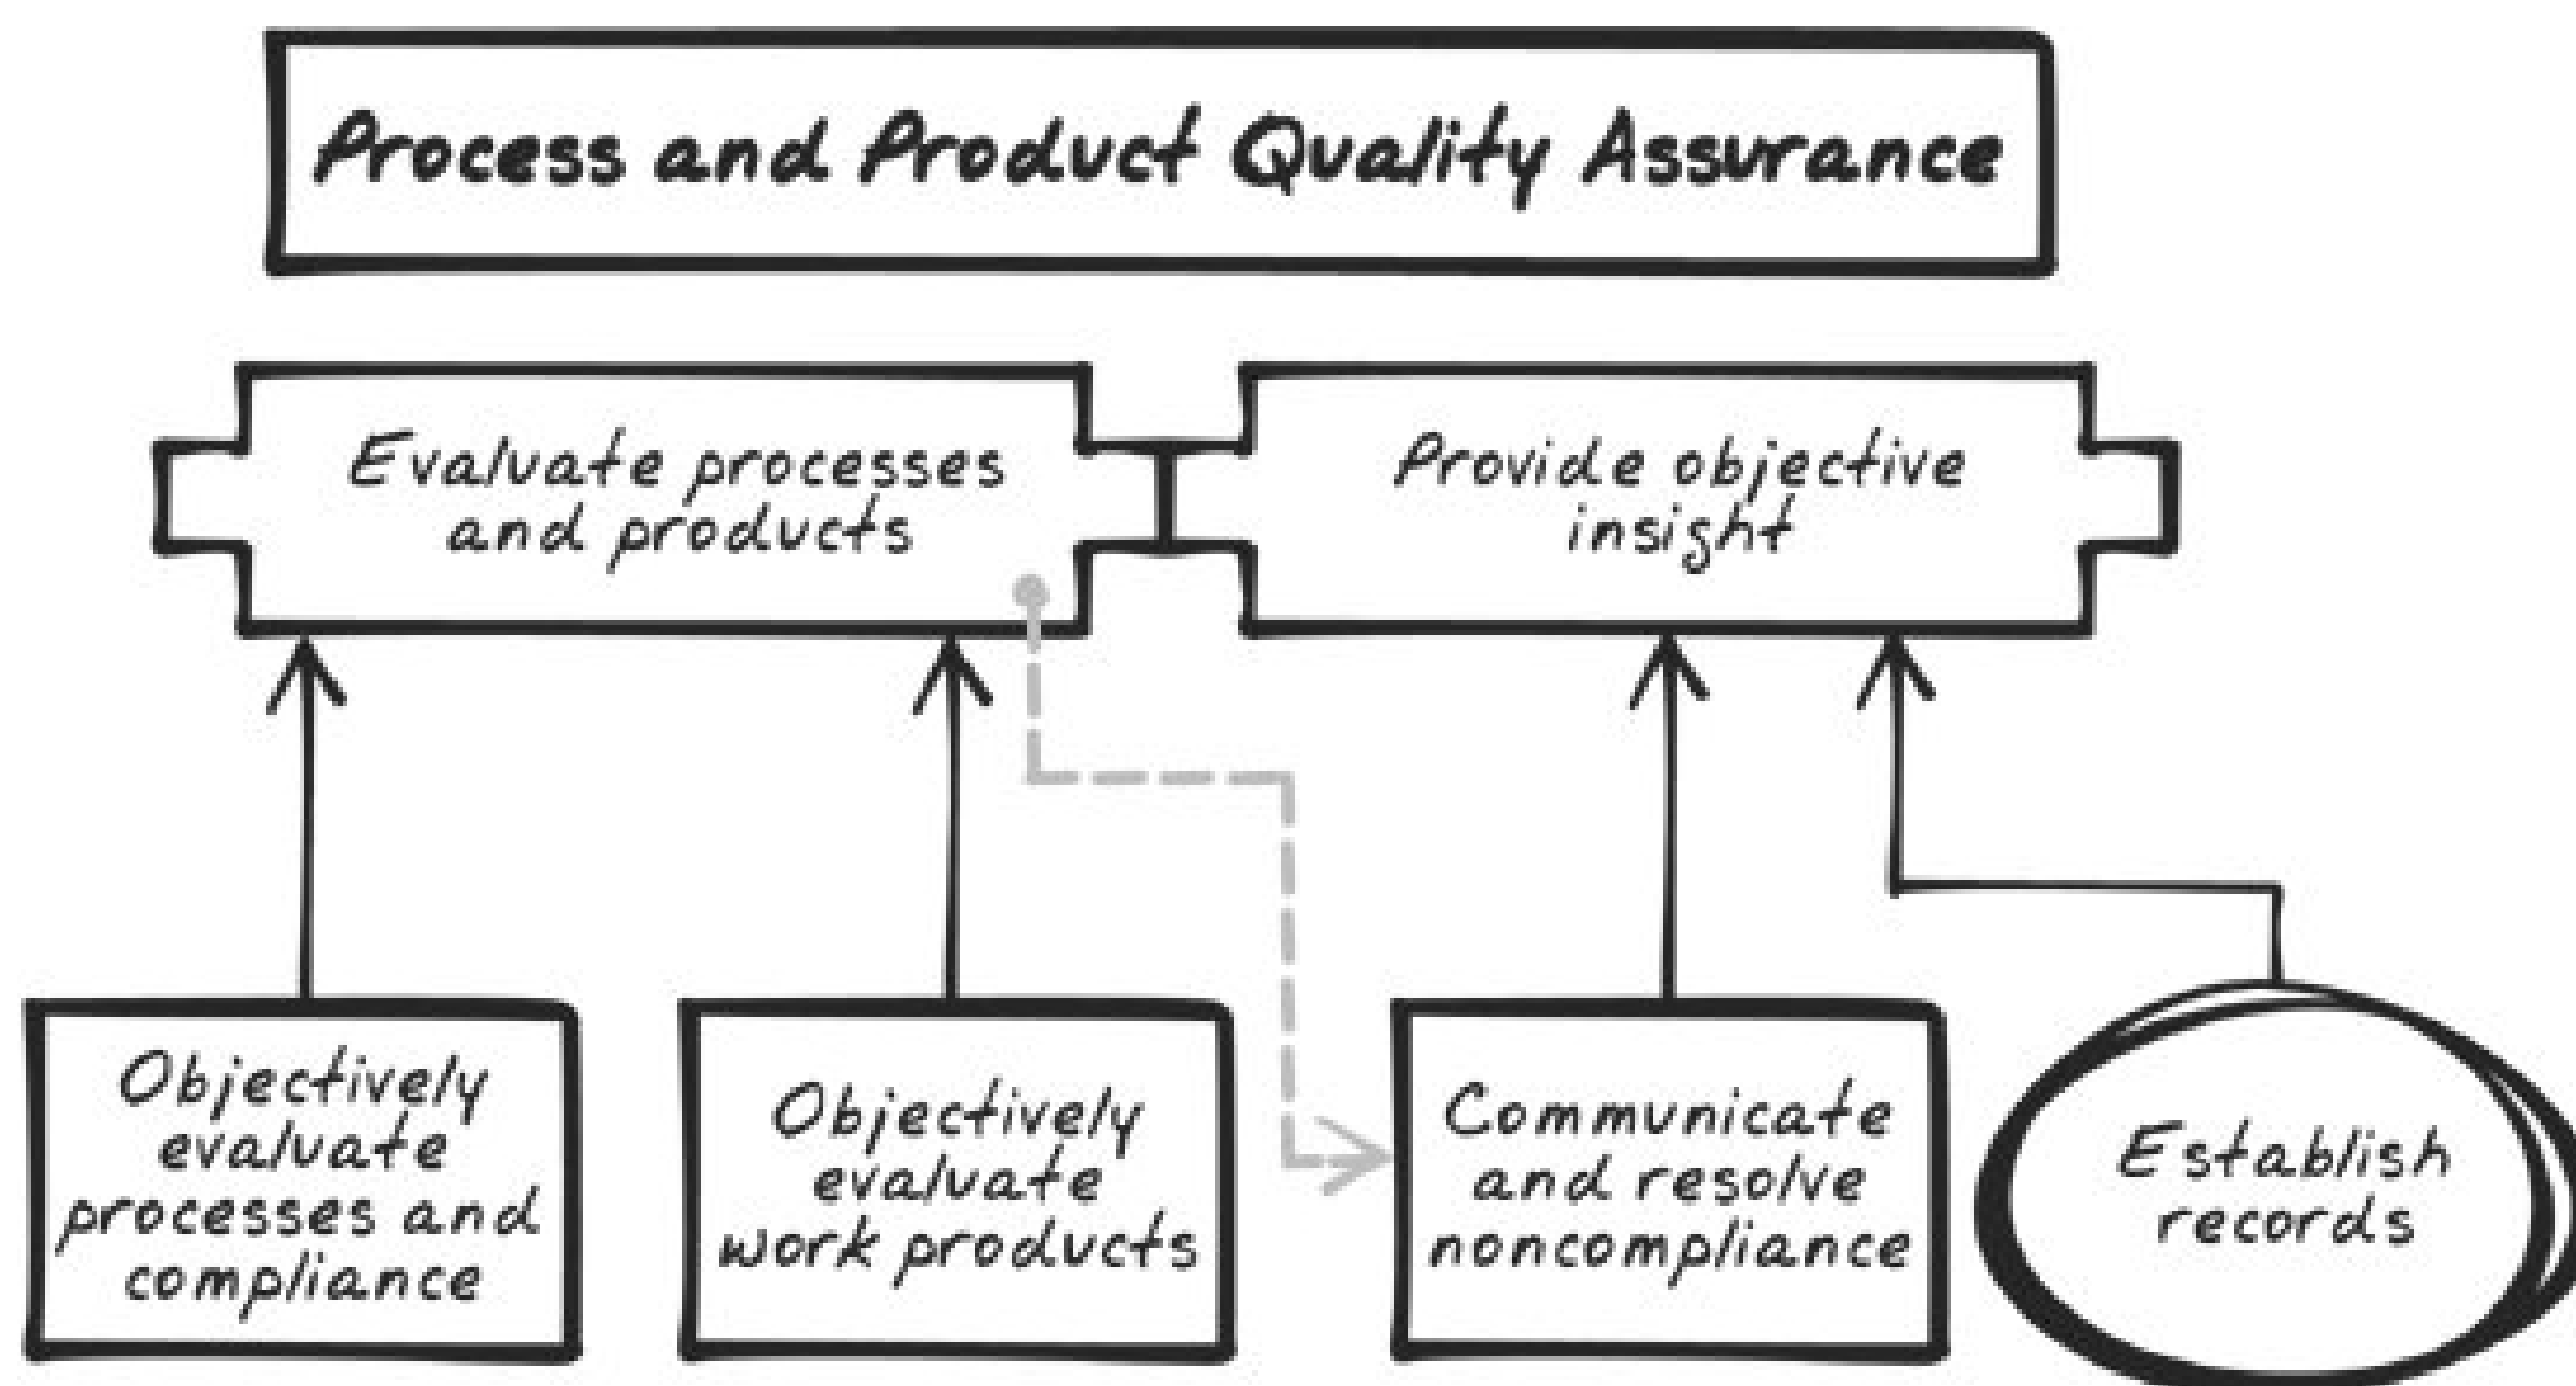 Process and Product Quality Assurance
Evaluate processes
and products
Provide objective
insight
Objectively
evaluate
processes and
compliance
Objectively
evaluate
work products
Communicate
and resolve
noncompliance
Establish
records